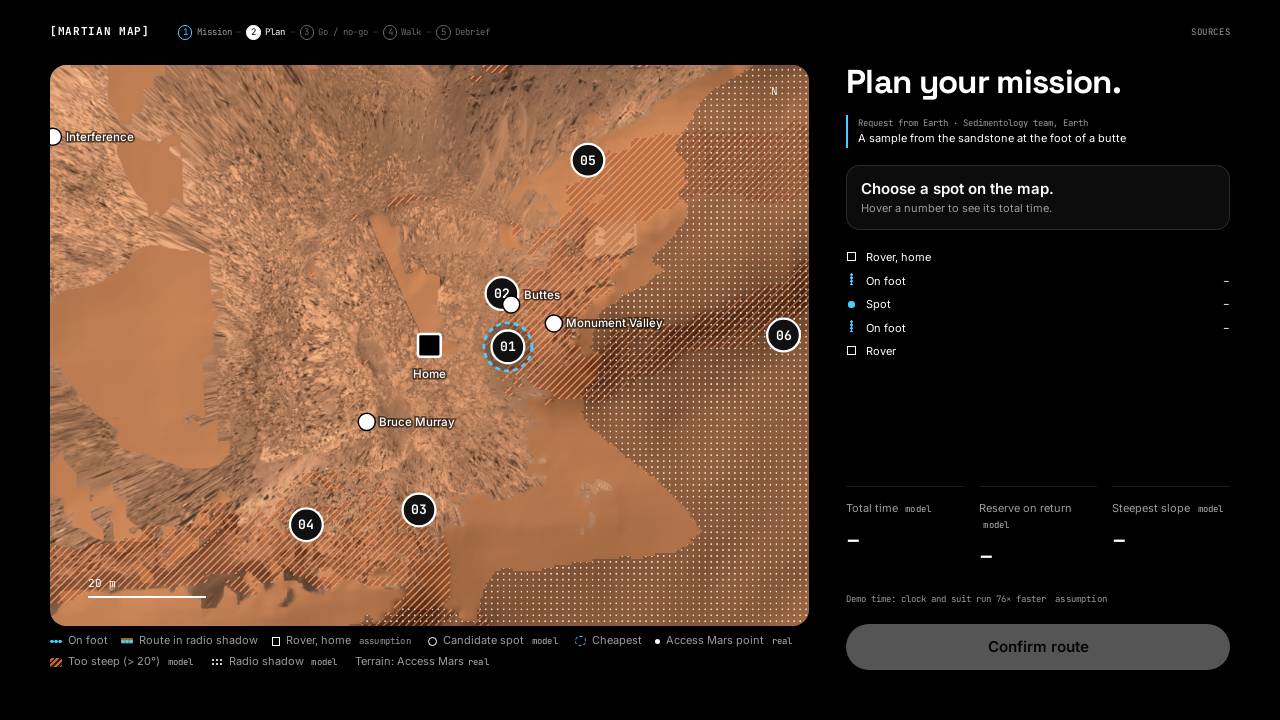 [MARTIAN MAP]
1 Mission – 2 Plan – 3 Go / no-go – 4 Walk – 5 Debrief
SOURCES
N
Interference
05
02
Buttes
Monument Valley
06
01
Home
Bruce Murray
03
04
20 m
On foot Route in radio shadow Rover, home assumption Candidate spot model Cheapest Access Mars point real
Too steep (> 20°) model Radio shadow model Terrain: Access Mars real
Plan your mission.
Request from Earth · Sedimentology team, Earth
A sample from the sandstone at the foot of a butte
Choose a spot on the map.
Hover a number to see its total time.
Rover, home
On foot –
Spot –
On foot –
Rover
Total time model
–
Reserve on return model
–
Steepest slope model
–
Demo time: clock and suit run 76× faster assumption
Confirm route